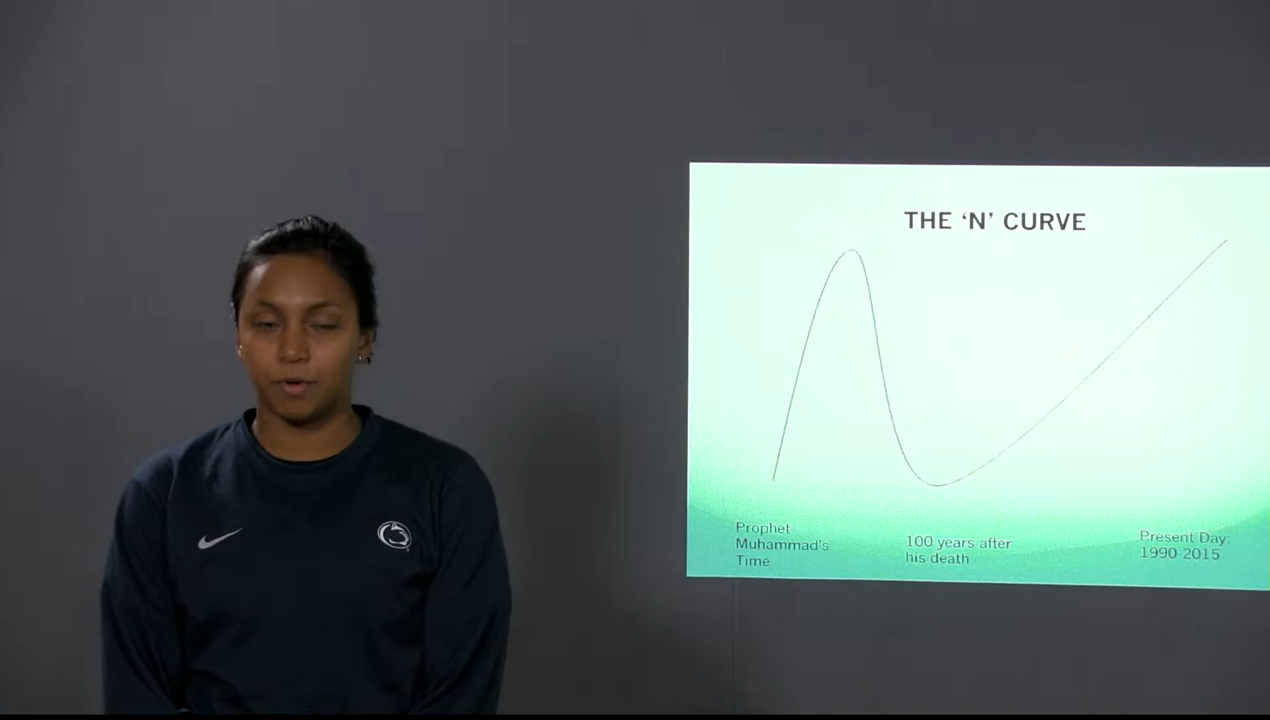 THE ‘N’ CURVE
Prophet
Muhammad's
Time
100 years after
his death
Present Day:
1990-2015